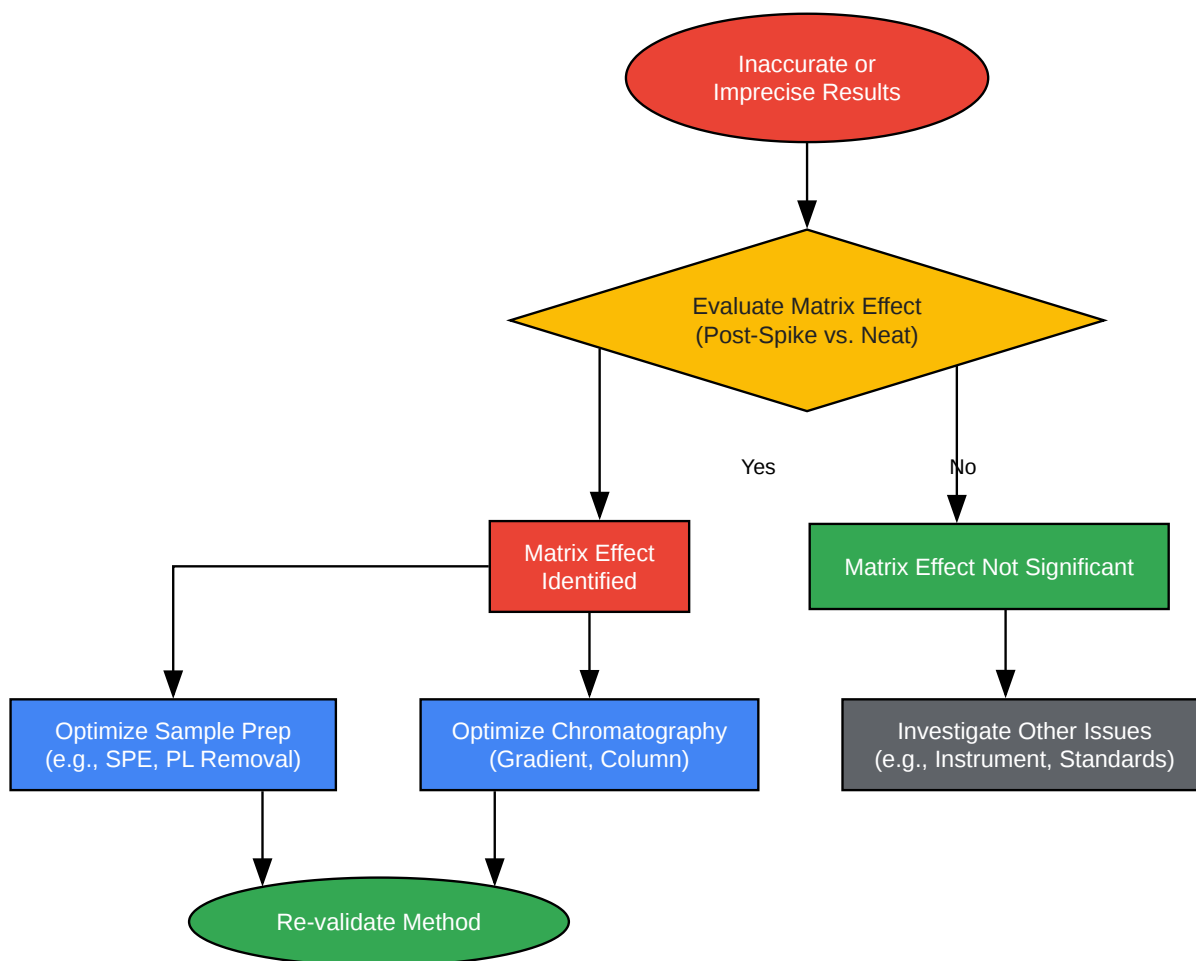 Inaccurate or
Imprecise Results
Evaluate Matrix Effect
(Post-Spike vs. Neat)
Yes
No
Matrix Effect
Identified
Matrix Effect Not Significant
Optimize Sample Prep
(e.g., SPE, PL Removal)
Optimize Chromatography
(Gradient, Column)
Investigate Other Issues
(e.g., Instrument, Standards)
Re-validate Method